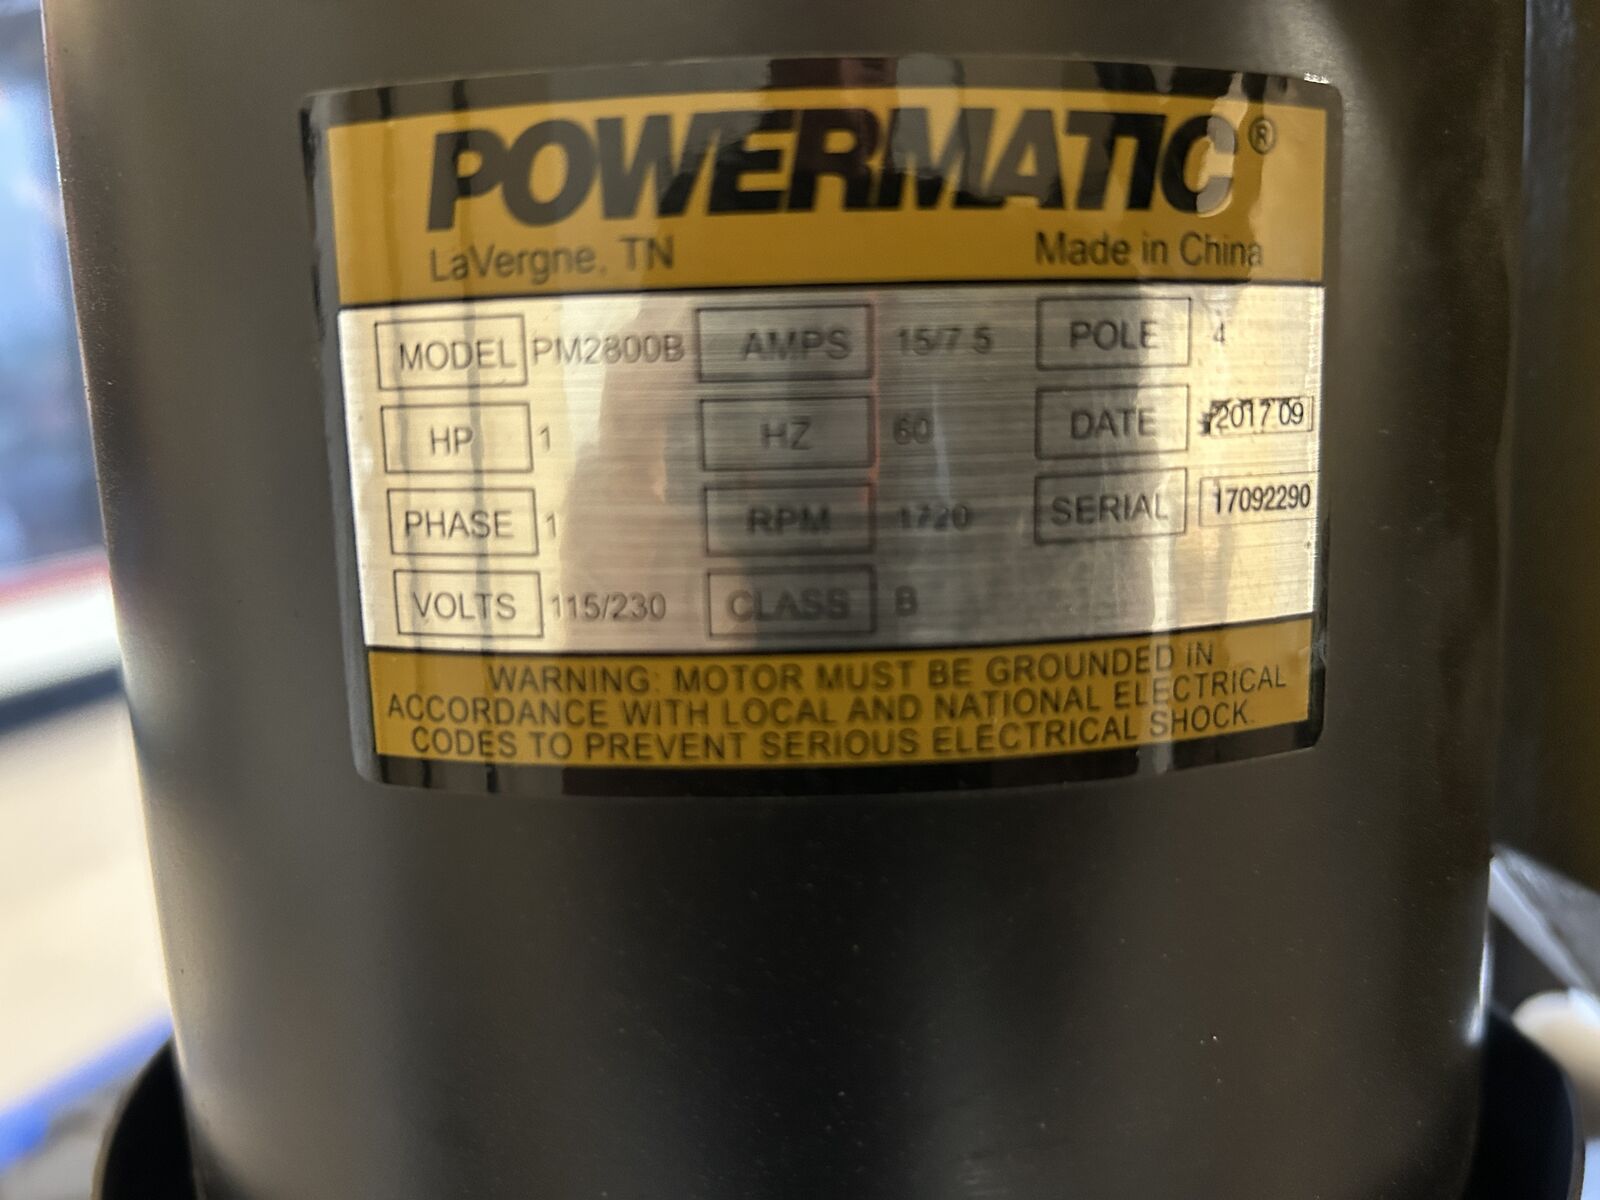 POWERMATIC®
LaVergne, TN Made in China
MODEL PM2800B AMPS 15/7.5 POLE 4
HP 1 HZ 60 DATE 2017 09
PHASE 1 RPM 1720 SERIAL 17092290
VOLTS 115/230 CLASS B
WARNING: MOTOR MUST BE GROUNDED IN
ACCORDANCE WITH LOCAL AND NATIONAL ELECTRICAL
CODES TO PREVENT SERIOUS ELECTRICAL SHOCK.